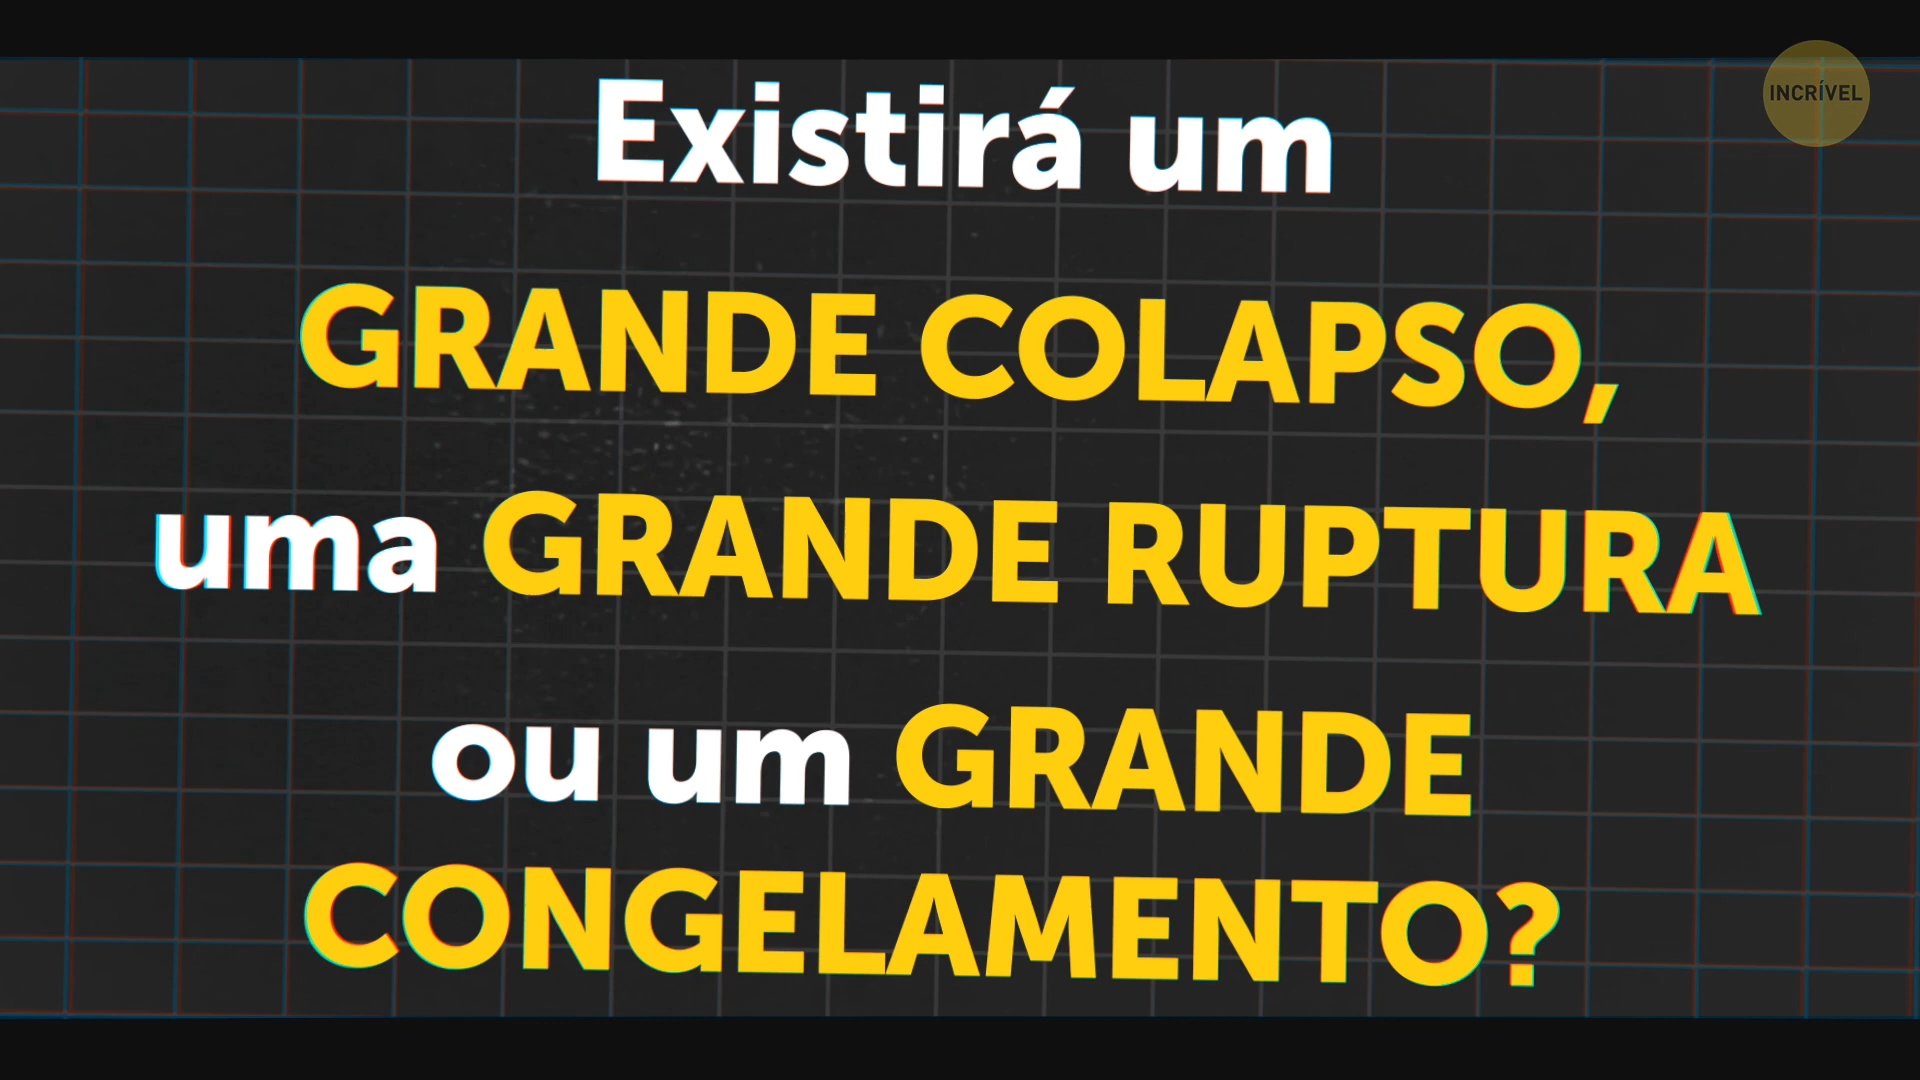 INCRÍVEL
Existirá um
GRANDE COLAPSO,
uma GRANDE RUPTURA
ou um GRANDE
CONGELAMENTO?